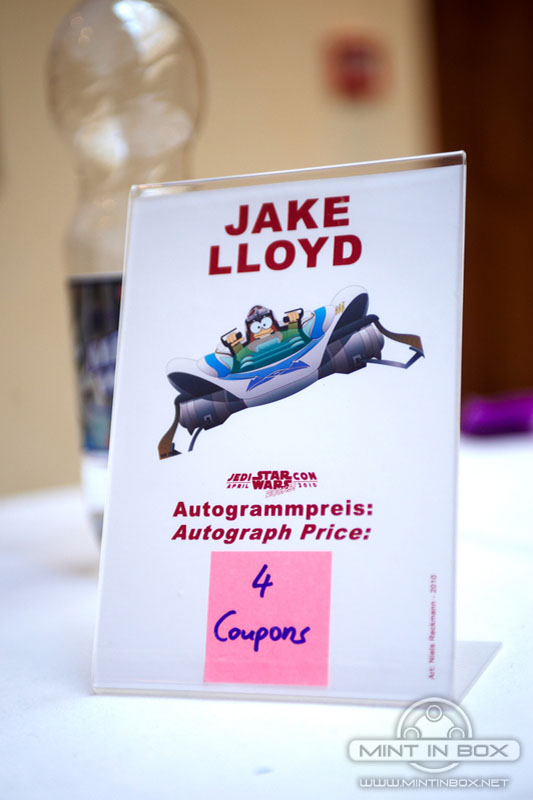 JAKE
LLOYD
JEDI STAR CON
APRIL WARS 2010
Autogrammpreis:
Autograph Price:
4
Coupons
Art: Niels Rackmann - 2010
MINT IN BOX
WWW.MINTINBOX.NET